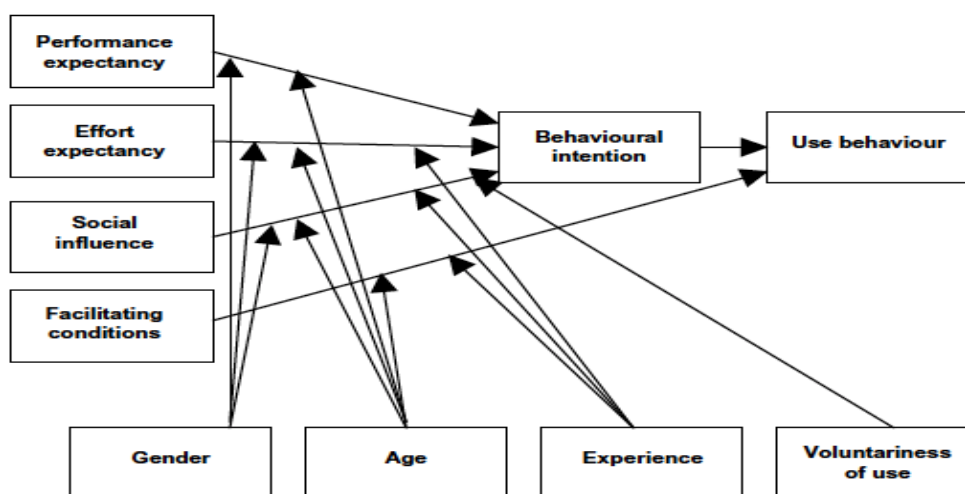 Performance
expectancy
Effort
expectancy
Behavioural
intention
Use behaviour
Social
influence
Facilitating
conditions
Gender
Age
Experience
Voluntariness
of use